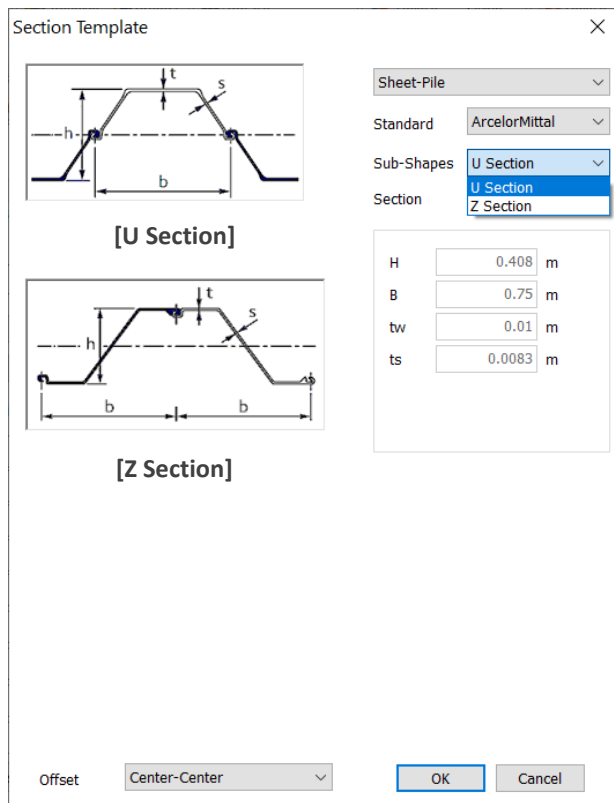 Section Template
t
s
h
b
[U Section]
t
s
h
b
b
[Z Section]
Sheet-Pile
Standard ArcelorMittal
Sub-Shapes U Section
U Section
Z Section
Section
H 0.408 m
B 0.75 m
tw 0.01 m
ts 0.0083 m
Offset Center-Center
OK Cancel